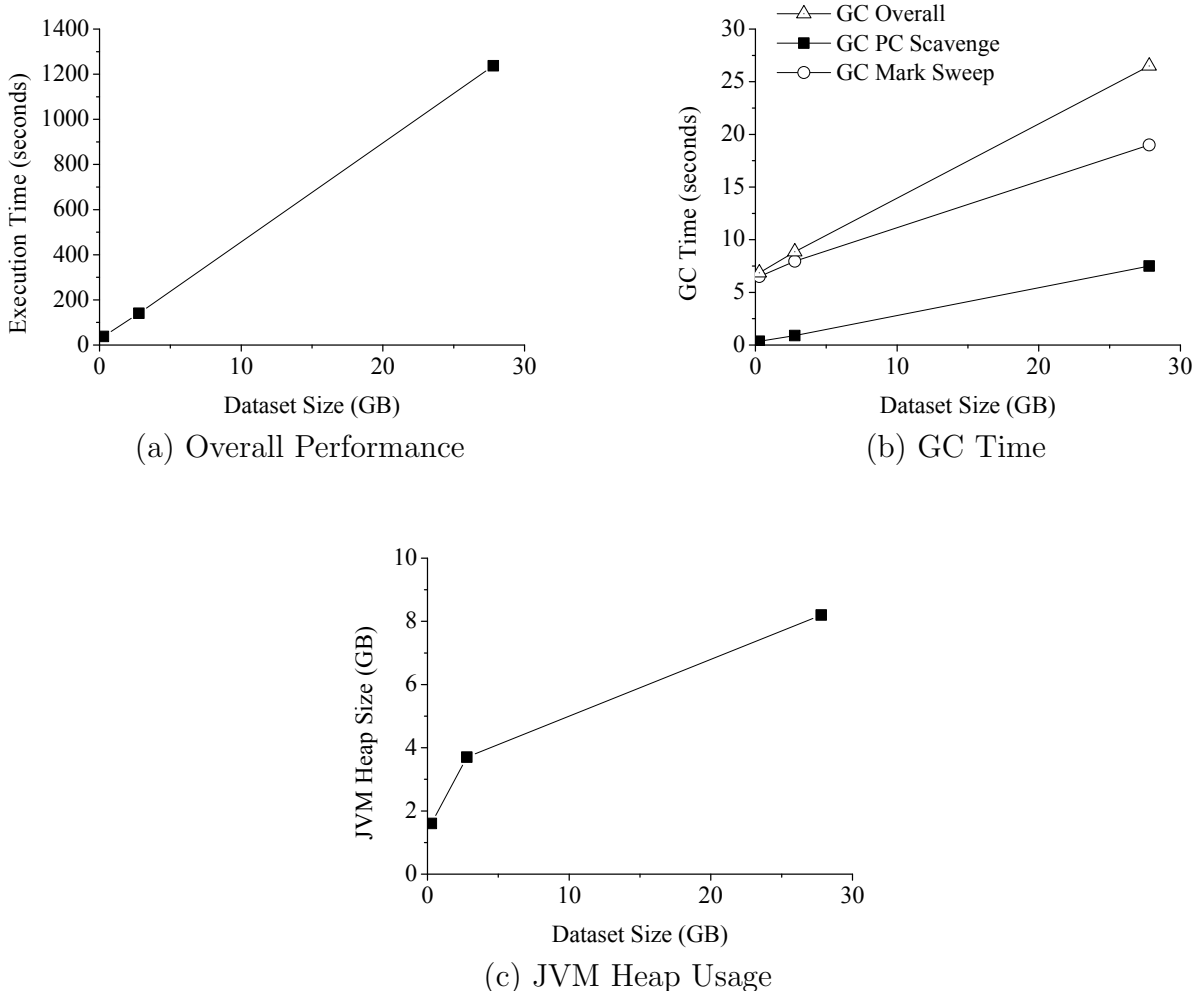 1400
1200
1000
800
600
400
200
0
Execution Time (seconds)
0 10 20 30
Dataset Size (GB)
(a) Overall Performance
GC Overall
GC PC Scavenge
GC Mark Sweep
30
25
20
15
10
5
0
GC Time (seconds)
0 10 20 30
Dataset Size (GB)
(b) GC Time
10
8
6
4
2
0
JVM Heap Size (GB)
0 10 20 30
Dataset Size (GB)
(c) JVM Heap Usage